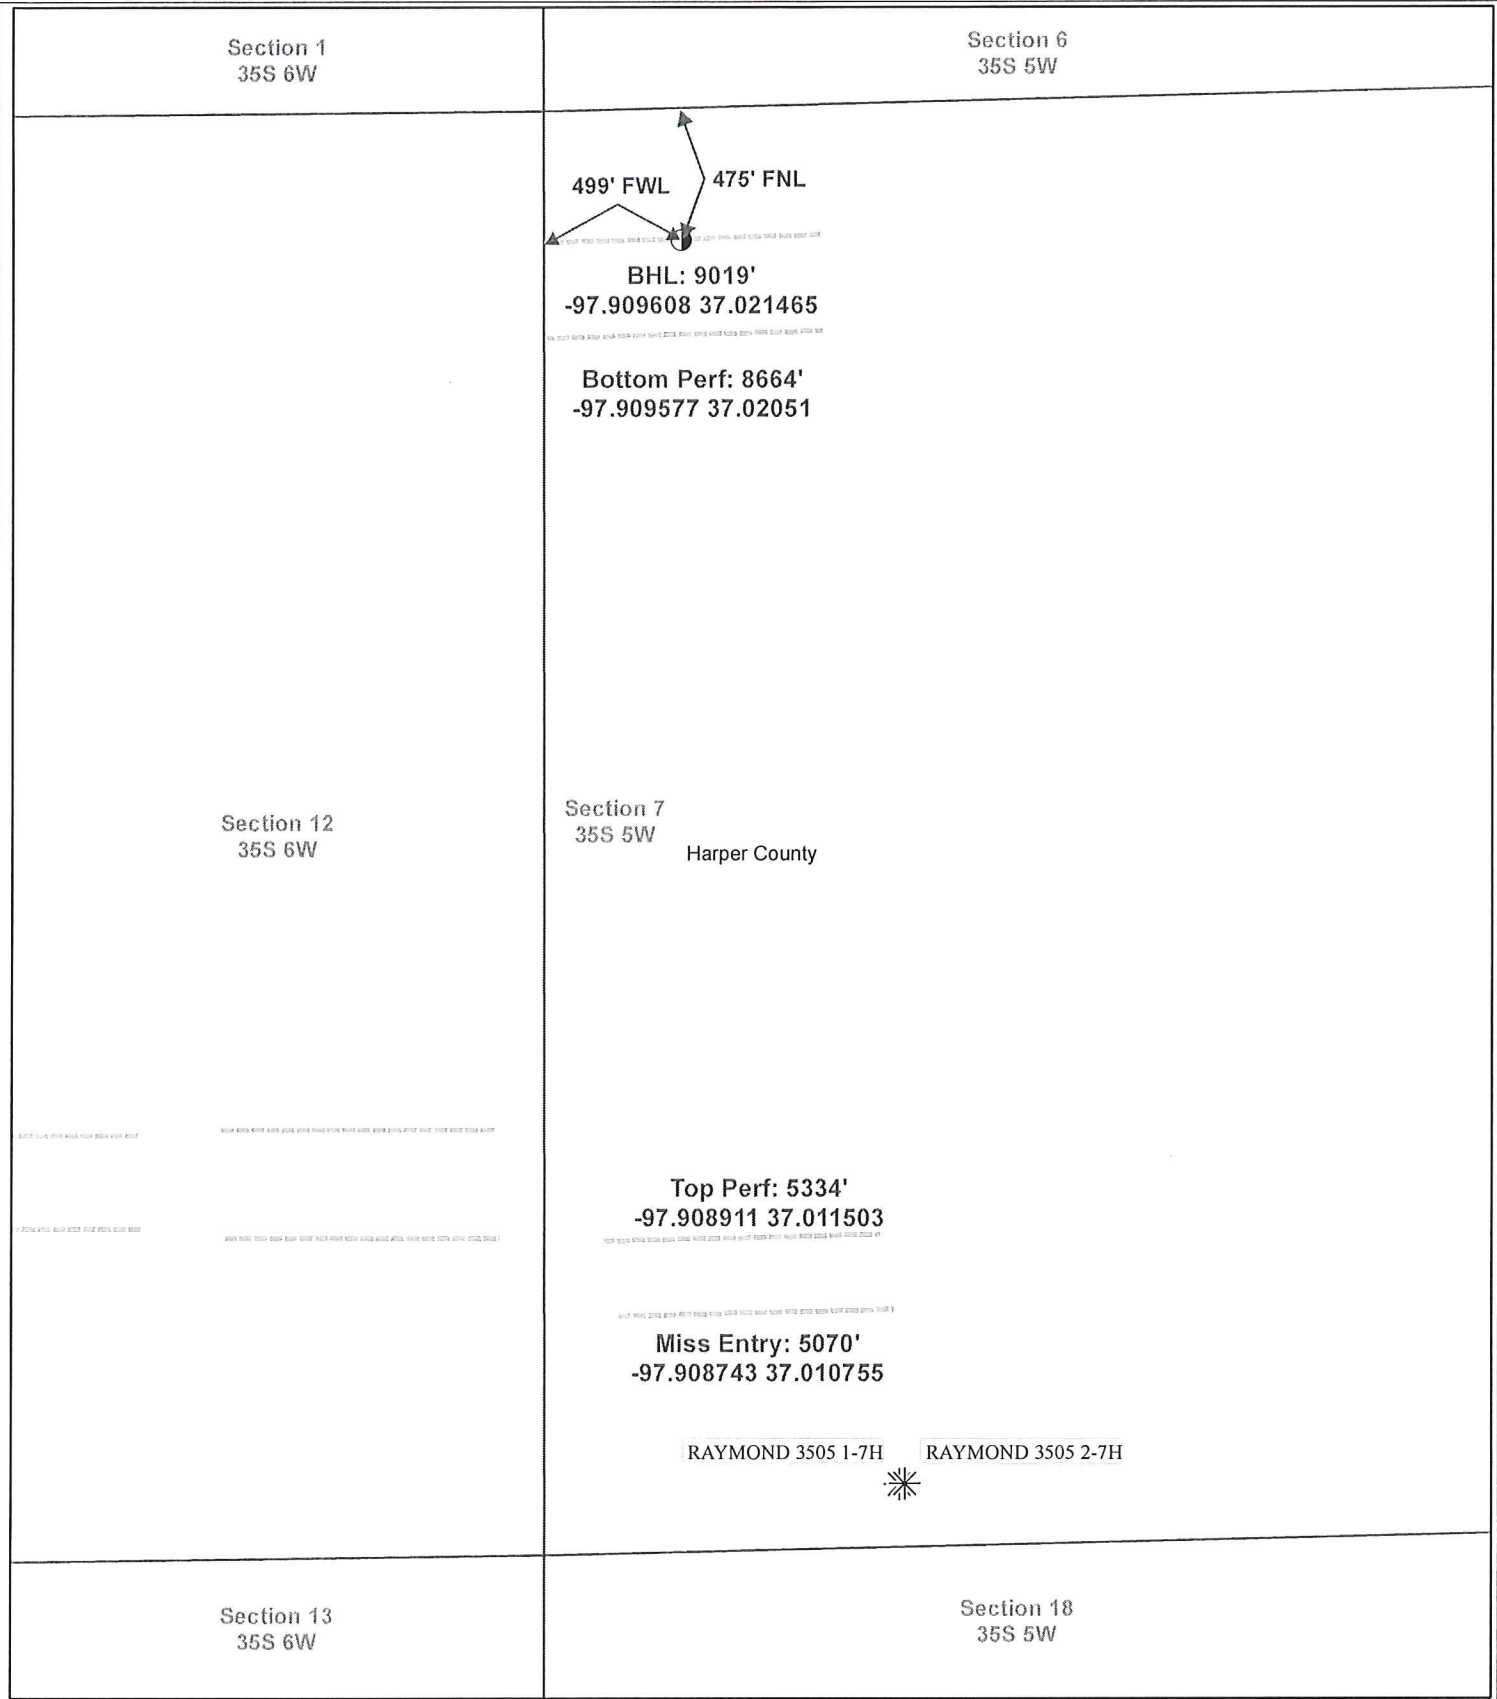 Section 1
35S 6W
Section 6
35S 5W
499' FWL
475' FNL
BHL: 9019'
-97.909608 37.021465
Bottom Perf: 8664'
-97.909577 37.02051
Section 12
35S 6W
Section 7
35S 5W
Harper County
Top Perf: 5334'
-97.908911 37.011503
Miss Entry: 5070'
-97.908743 37.010755
RAYMOND 3505 1-7H
RAYMOND 3505 2-7H
Section 13
35S 6W
Section 18
35S 5W